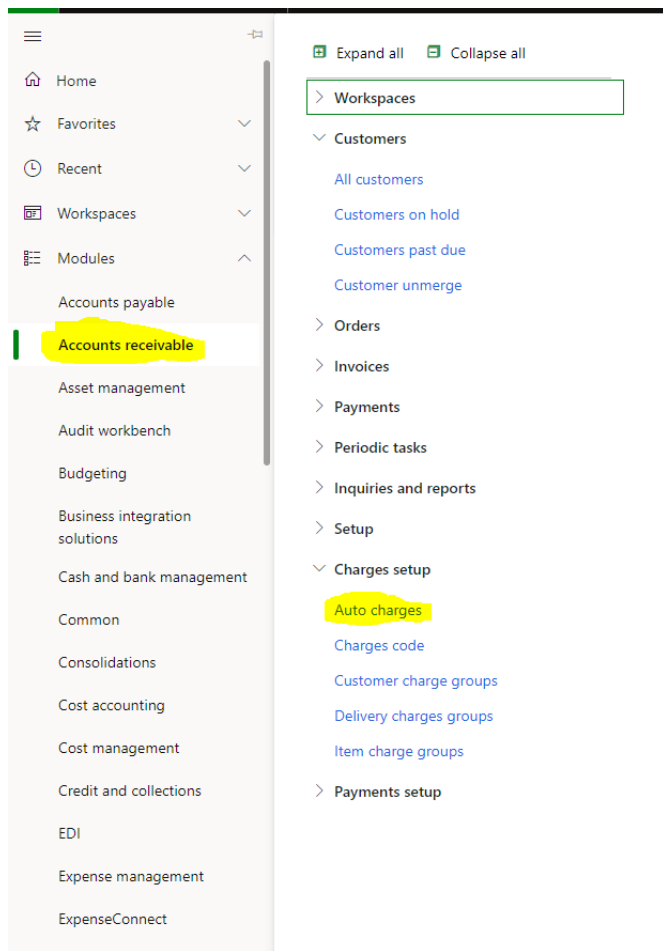 Home
Favorites
Recent
Workspaces
Modules
Accounts payable
Accounts receivable
Asset management
Audit workbench
Budgeting
Business integration
solutions
Cash and bank management
Common
Consolidations
Cost accounting
Cost management
Credit and collections
EDI
Expense management
ExpenseConnect
Expand all
Collapse all
Workspaces
Customers
All customers
Customers on hold
Customers past due
Customer unmerge
Orders
Invoices
Payments
Periodic tasks
Inquiries and reports
Setup
Charges setup
Auto charges
Charges code
Customer charge groups
Delivery charges groups
Item charge groups
Payments setup